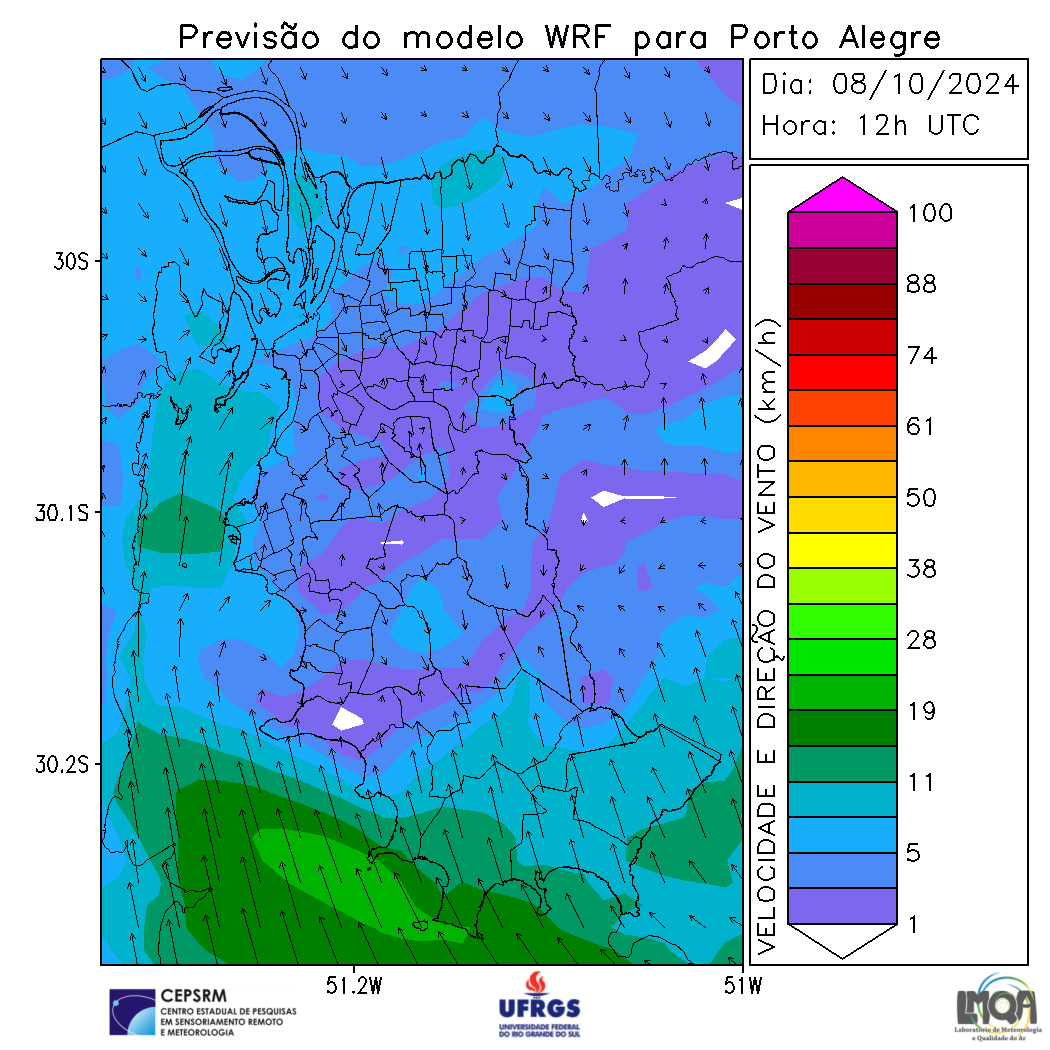 Previsão do modelo WRF para Porto Alegre
Dia: 08/10/2024
Hora: 12h UTC
30S
30.1S
30.2S
51.2W
51W
VELOCIDADE E DIREÇÃO DO VENTO (km/h)
100
88
74
61
50
38
28
19
11
5
1
CEPSRM
CENTRO ESTADUAL DE PESQUISAS
EM SENSORIAMENTO REMOTO
E METEOROLOGIA
UFRGS
UNIVERSIDADE FEDERAL
DO RIO GRANDE DO SUL
LMQA
Laboratório de Meteorologia
e Qualidade do Ar